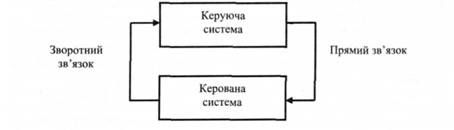 Керуюча
система
Зворотний
зв’язок
Прямий зв’язок
Керована
система